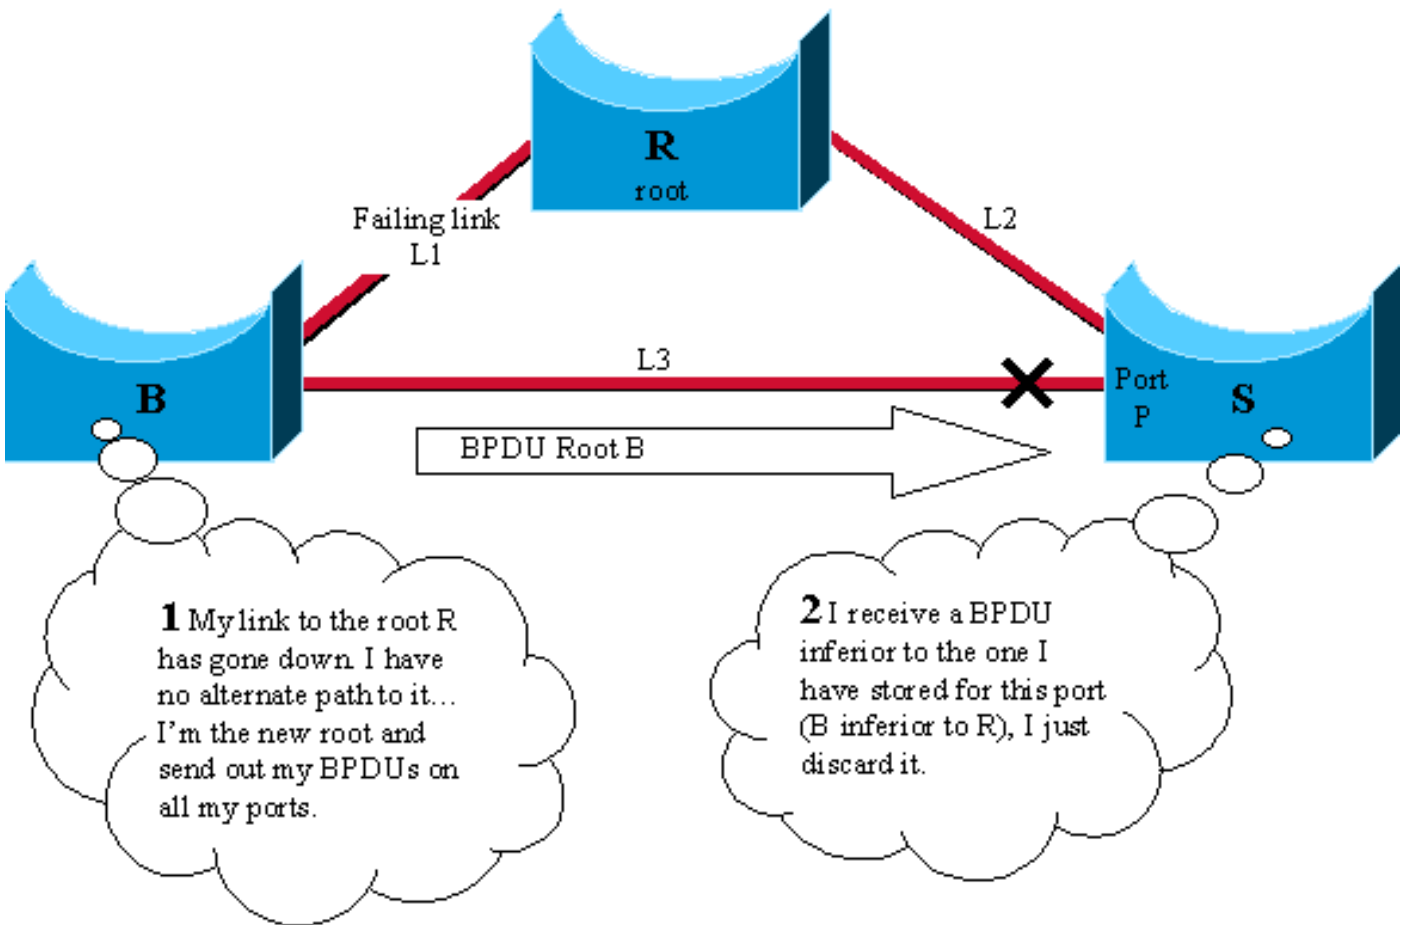 R
root
Failing link
L1
L2
L3
B
Port
P
S
BPDU Root B
1 My link to the root R
has gone down. I have
no alternate path to it...
I'm the new root and
send out my BPDUs on
all my ports.
2 I receive a BPDU
inferior to the one I
have stored for this port
(B inferior to R), I just
discard it.